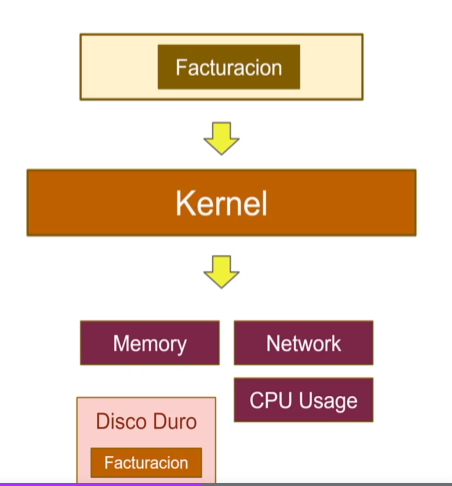 Facturacion
Kernel
Memory
Network
CPU Usage
Disco Duro
Facturacion